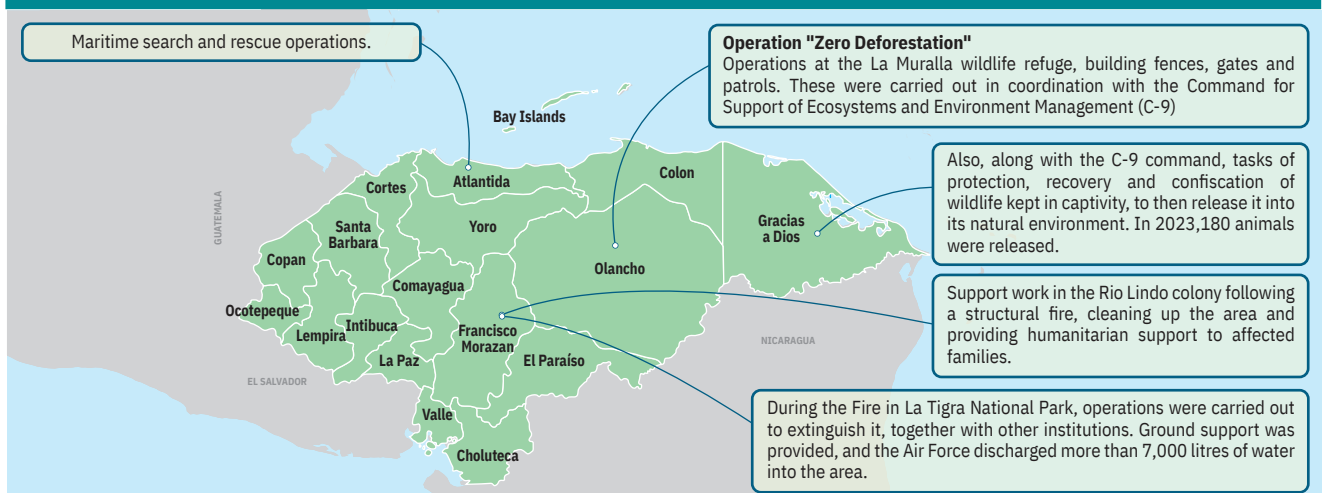 Maritime search and rescue operations.
Operation "Zero Deforestation"
Operations at the La Muralla wildlife refuge, building fences, gates and
patrols. These were carried out in coordination with the Command for
Support of Ecosystems and Environment Management (C-9)
Also, along with the C-9 command, tasks of
protection, recovery and confiscation of
wildlife kept in captivity, to then release it into
its natural environment. In 2023,180 animals
were released.
Support work in the Rio Lindo colony following
a structural fire, cleaning up the area and
providing humanitarian support to affected
families.
During the Fire in La Tigra National Park, operations were carried out
to extinguish it, together with other institutions. Ground support was
provided, and the Air Force discharged more than 7,000 litres of water
into the area.
Bay Islands
Cortes
Atlantida
Colon
Gracias
a Dios
Santa
Barbara
Yoro
Copan
Olancho
Comayagua
Ocotepeque
Lempira
Intibuca
Francisco
Morazan
La Paz
El Paraíso
Valle
Choluteca
GUATEMALA
EL SALVADOR
NICARAGUA